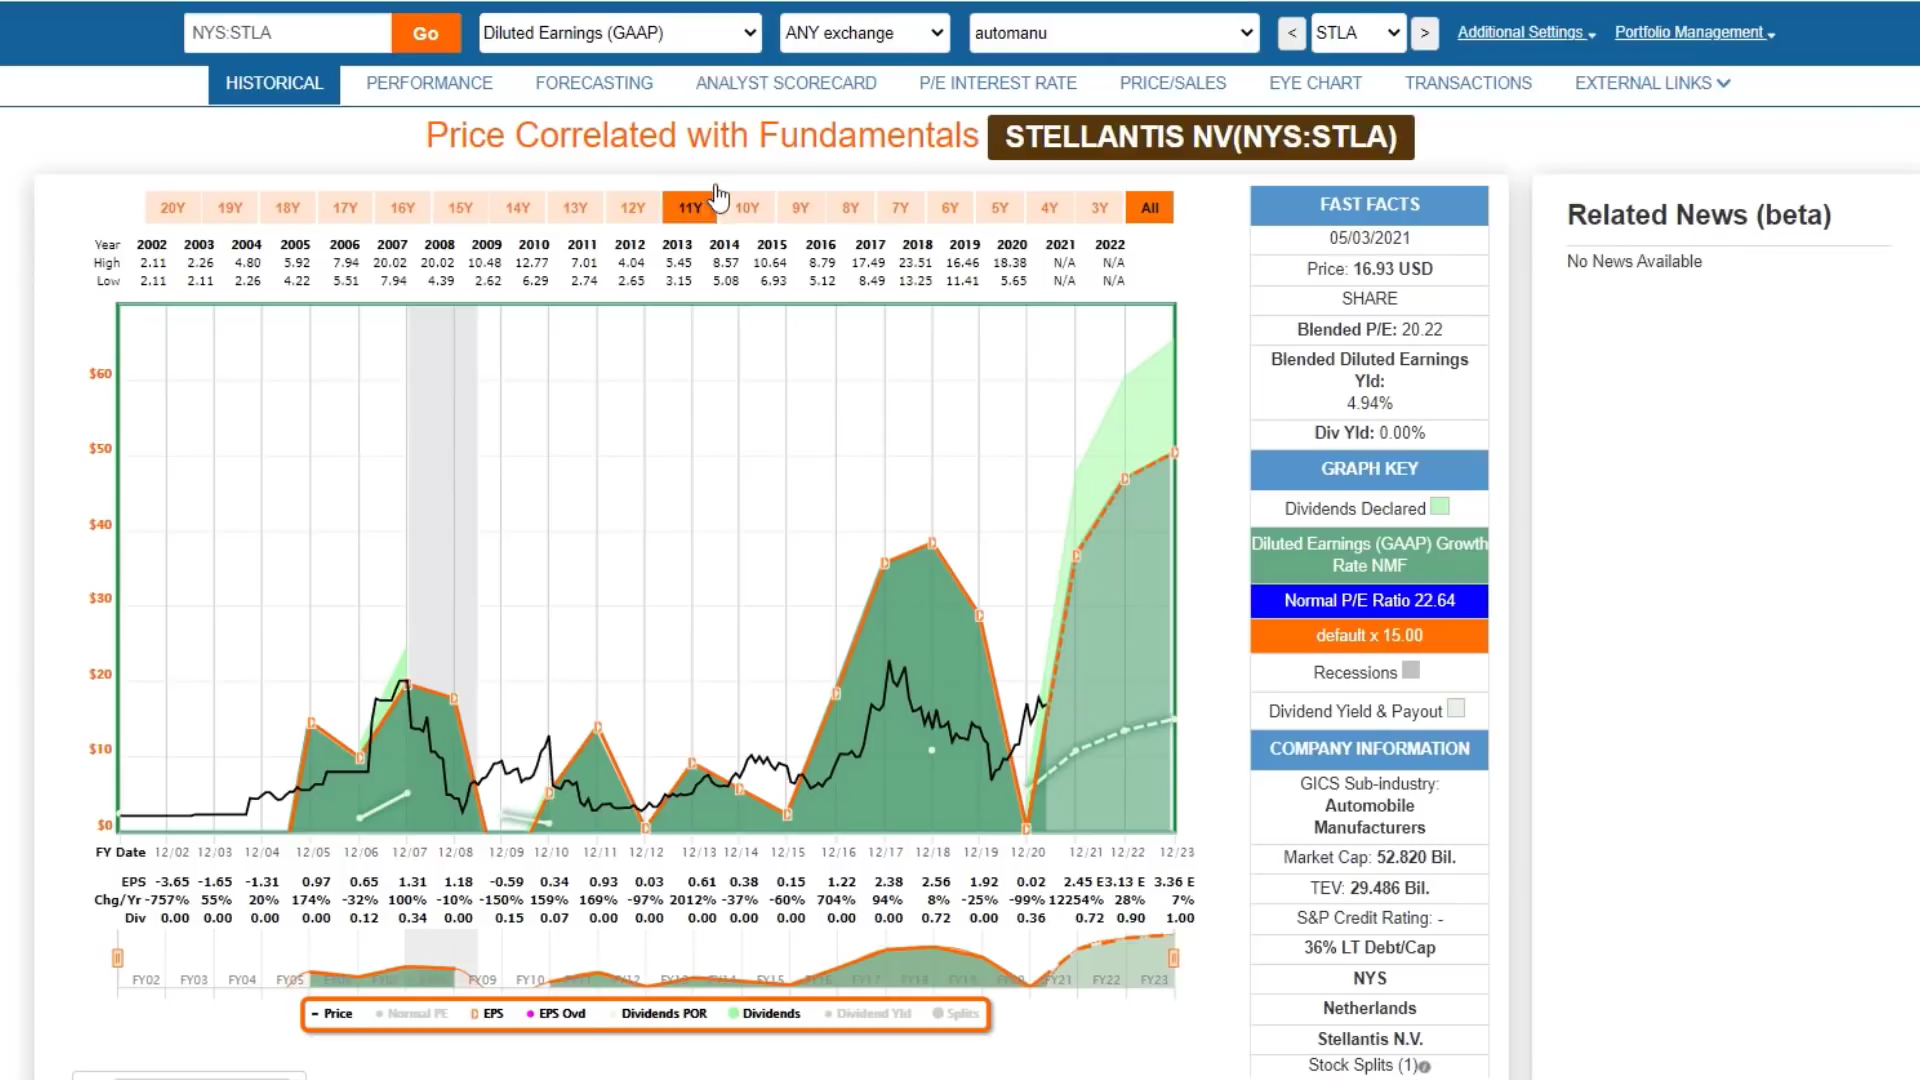 NYS:STLA Go Diluted Earnings (GAAP) ANY exchange automanu < STLA > Additional Settings Portfolio Management
HISTORICAL PERFORMANCE FORECASTING ANALYST SCORECARD P/E INTEREST RATE PRICE/SALES EYE CHART TRANSACTIONS EXTERNAL LINKS
Price Correlated with Fundamentals STELLANTIS NV(NYS:STLA)
20Y 19Y 18Y 17Y 16Y 15Y 14Y 13Y 12Y 11Y 10Y 9Y 8Y 7Y 6Y 5Y 4Y 3Y All
Year 2002 2003 2004 2005 2006 2007 2008 2009 2010 2011 2012 2013 2014 2015 2016 2017 2018 2019 2020 2021 2022
High 2.11 2.26 4.80 5.92 7.94 20.02 20.02 10.48 12.77 7.01 4.04 5.45 8.57 10.64 8.79 17.49 23.51 16.46 18.38 N/A N/A
Low 2.11 2.11 2.26 4.22 5.51 7.94 4.39 2.62 6.29 2.74 2.65 3.15 5.08 6.93 5.12 8.49 13.25 11.41 5.65 N/A N/A
$60
$50
$40
$30
$20
$10
$0
FY Date 12/02 12/03 12/04 12/05 12/06 12/07 12/08 12/09 12/10 12/11 12/12 12/13 12/14 12/15 12/16 12/17 12/18 12/19 12/20 12/21 12/22 12/23
EPS -3.65 -1.65 -1.31 0.97 0.65 1.31 1.18 -0.59 0.34 0.93 0.03 0.61 0.38 0.15 1.22 2.38 2.56 1.92 0.02 2.45 E 3.13 E 3.36 E
Chg/Yr -757% 55% 20% 174% -32% 100% -10% -150% 159% 169% -97% 2012% -37% -60% 704% 94% 8% -25% -99% 12254% 28% 7%
Div 0.00 0.00 0.00 0.00 0.12 0.34 0.00 0.15 0.07 0.00 0.00 0.00 0.00 0.00 0.00 0.00 0.72 0.00 0.36 0.72 0.90 1.00
FY02 FY03 FY04 FY05 FY09 FY10 FY15 FY21 FY22 FY23
Price Normal PE EPS EPS Ovd Dividends POR Dividends Dividend Yld Splits
FAST FACTS
05/03/2021
Price: 16.93 USD
SHARE
Blended P/E: 20.22
Blended Diluted Earnings
Yld:
4.94%
Div Yld: 0.00%
GRAPH KEY
Dividends Declared
Diluted Earnings (GAAP) Growth
Rate NMF
Normal P/E Ratio 22.64
default x 15.00
Recessions
Dividend Yield & Payout
COMPANY INFORMATION
GICS Sub-industry:
Automobile
Manufacturers
Market Cap: 52.820 Bil.
TEV: 29.486 Bil.
S&P Credit Rating: -
36% LT Debt/Cap
NYS
Netherlands
Stellantis N.V.
Stock Splits (1)
Related News (beta)
No News Available